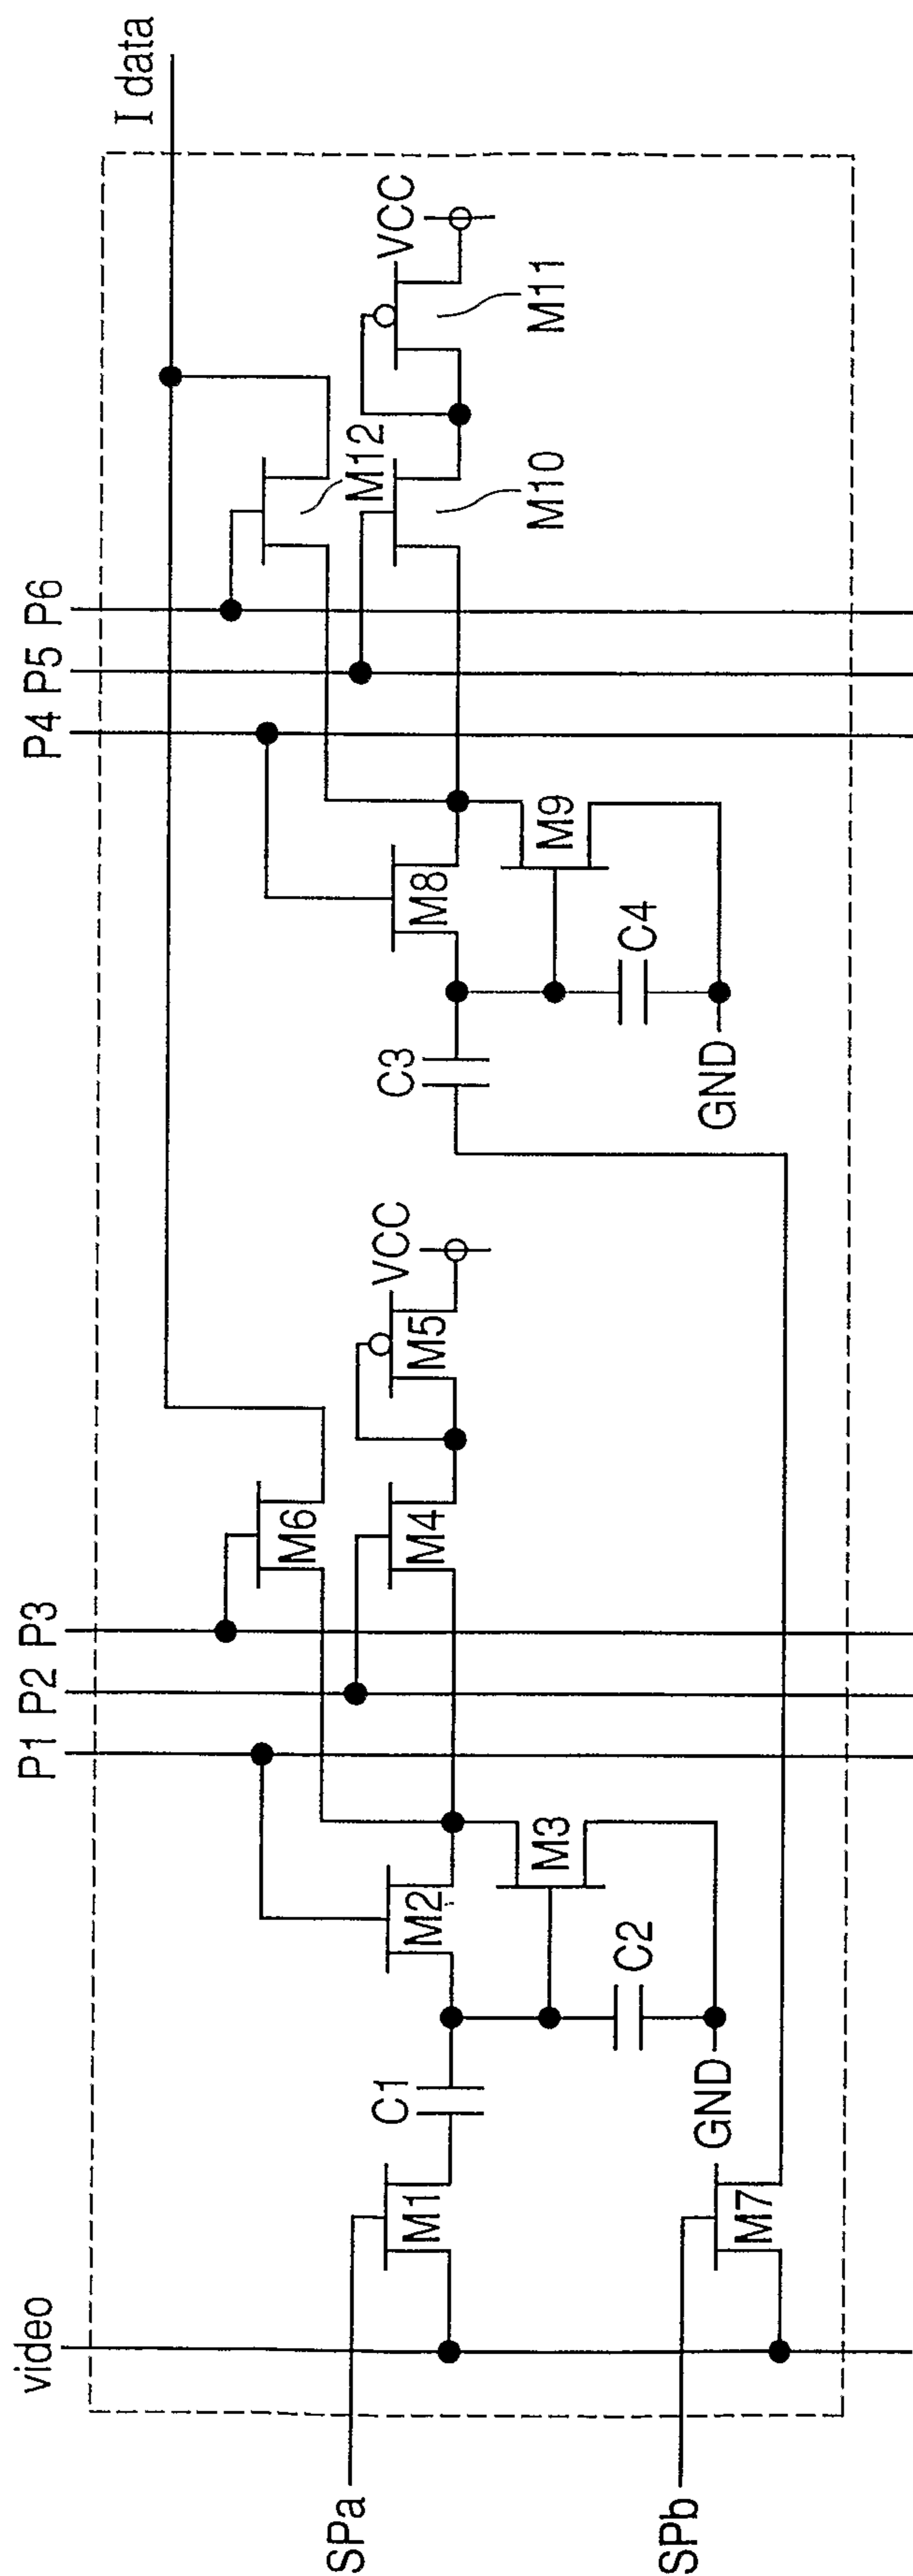 I data
video
P1 P2 P3
P4 P5 P6
VCC
M11
M12
M10
M8
M9
C3
C4
GND
VCC
M5
M6
M4
M2
M3
C1
C2
GND
M1
M7
SPa
SPb